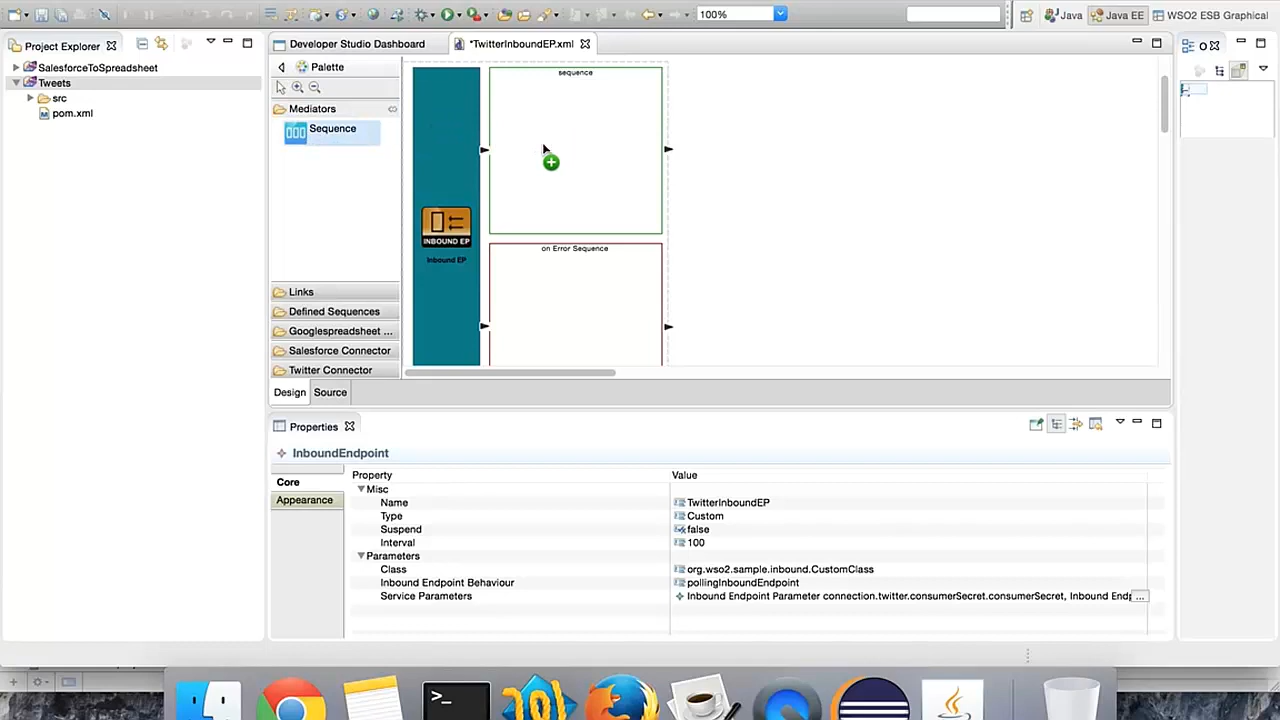 100%
Java
Java EE
WSO2 ESB Graphical
Project Explorer
SalesforceToSpreadsheet
Tweets
src
pom.xml
Developer Studio Dashboard
*TwitterInboundEP.xml
Palette
Mediators
Sequence
Links
Defined Sequences
Googlespreadsheet ...
Salesforce Connector
Twitter Connector
sequence
INBOUND EP
Inbound EP
on Error Sequence
Design
Source
Properties
InboundEndpoint
Core
Appearance
Property Value
Misc
Name TwitterInboundEP
Type Custom
Suspend false
Interval 100
Parameters
Class org.wso2.sample.inbound.CustomClass
Inbound Endpoint Behaviour pollingInboundEndpoint
Service Parameters Inbound Endpoint Parameter connection.twitter.consumerSecret.consumerSecret, Inbound Endp ...
O